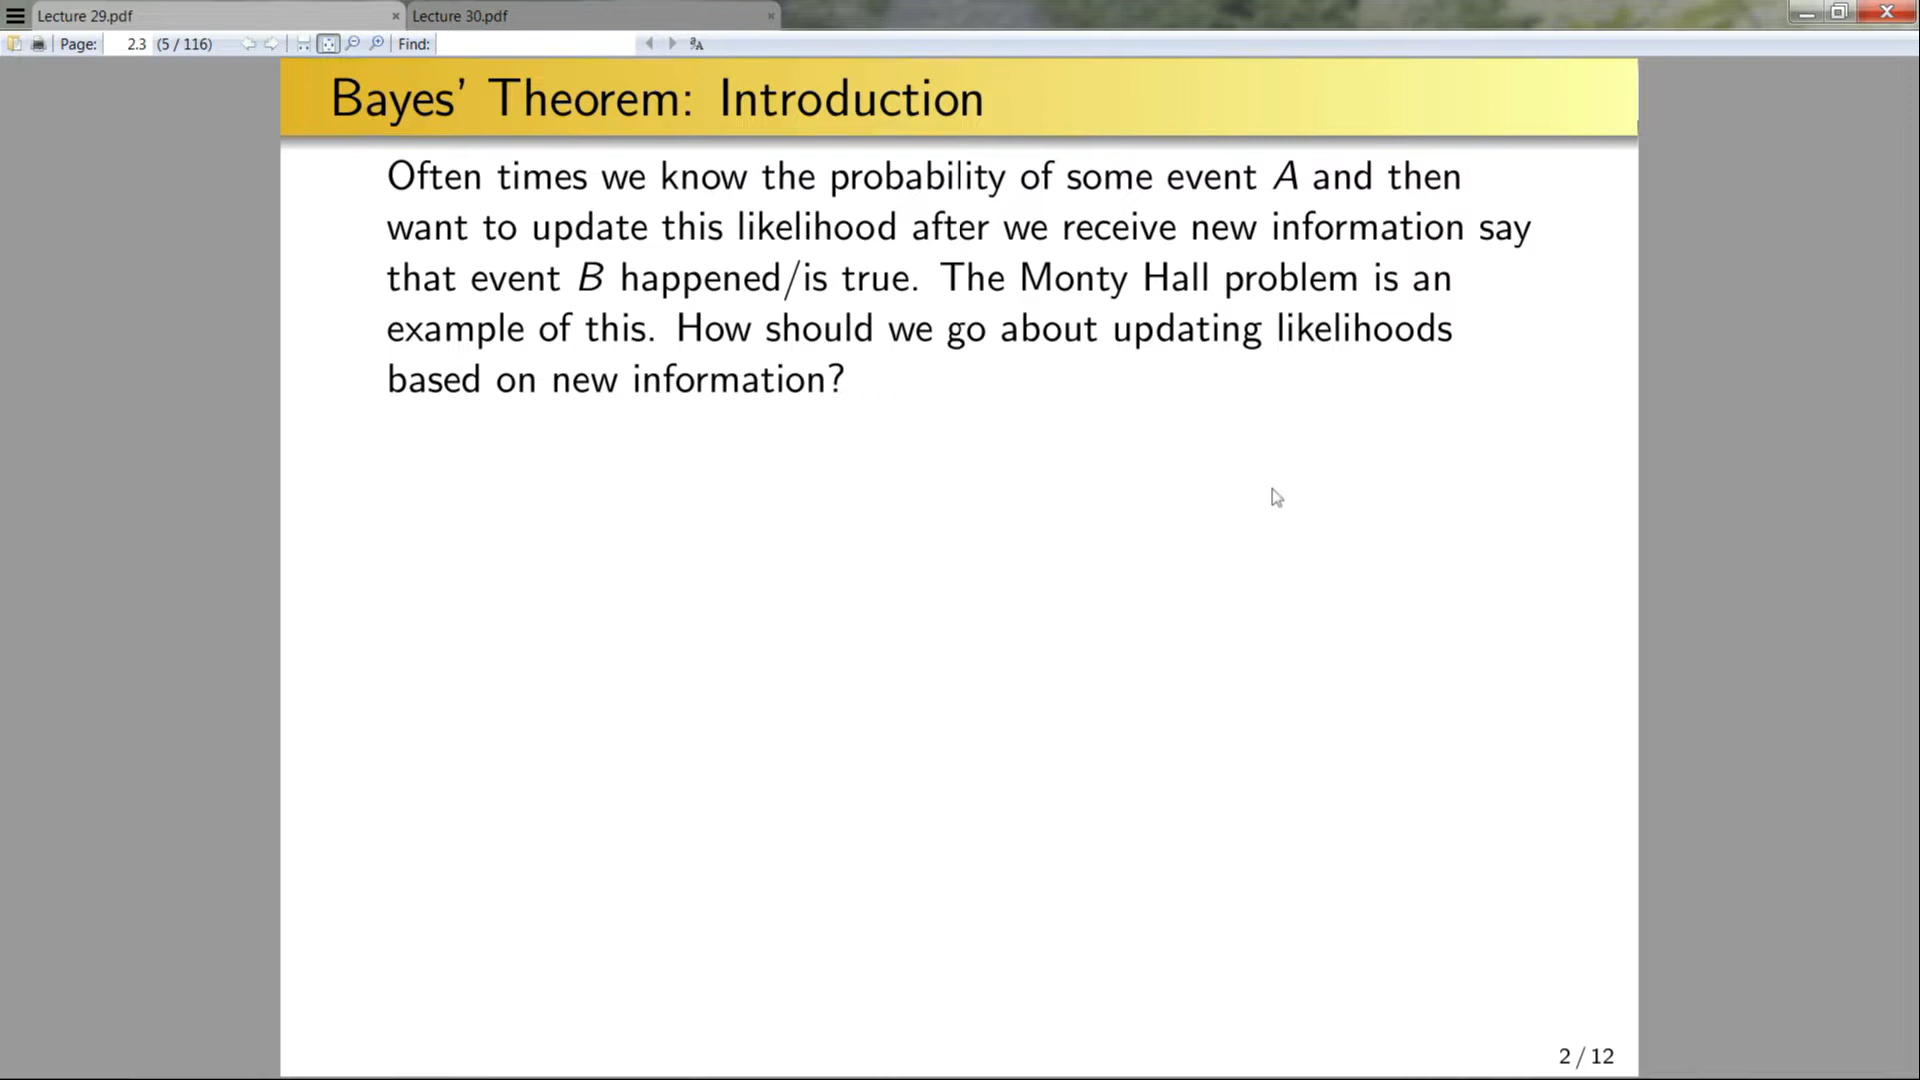 Lecture 29.pdf
Lecture 30.pdf
Page: 2.3 (5 / 116) Find:
Bayes' Theorem: Introduction
Often times we know the probability of some event A and then
want to update this likelihood after we receive new information say
that event B happened/is true. The Monty Hall problem is an
example of this. How should we go about updating likelihoods
based on new information?
2 / 12